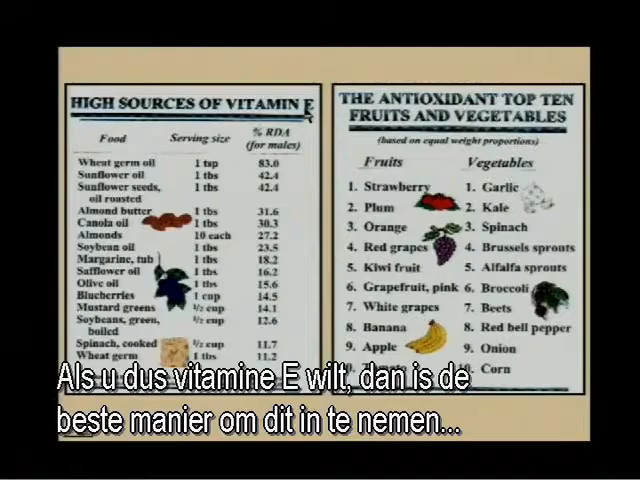 HIGH SOURCES OF VITAMIN E
Food Serving size % RDA
(for males)
Wheat germ oil 1 tsp 83.0
Sunflower oil 1 tbs 42.4
Sunflower seeds, 1 tbs 42.4
oil roasted
Almond butter 1 tbs 31.6
Canola oil 1 tbs 30.3
Almonds 10 each 27.2
Soybean oil 1 tbs 23.5
Margarine, tub 1 tbs 18.2
Safflower oil 1 tbs 16.2
Olive oil 1 tbs 15.6
Blueberries 1 cup 14.5
Mustard greens ½ cup 14.1
Soybeans, green, ½ cup 12.6
boiled
Spinach, cooked ½ cup 11.7
Wheat germ 1 tbs 11.2
THE ANTIOXIDANT TOP TEN
FRUITS AND VEGETABLES
(based on equal weight proportions)
Fruits Vegetables
1. Strawberry 1. Garlic
2. Plum 2. Kale
3. Orange 3. Spinach
4. Red grapes 4. Brussels sprouts
5. Kiwi fruit 5. Alfalfa sprouts
6. Grapefruit, pink 6. Broccoli
7. White grapes 7. Beets
8. Banana 8. Red bell pepper
9. Apple 9. Onion
10. Corn
Als u dus vitamine E wilt, dan is de
beste manier om dit in te nemen...